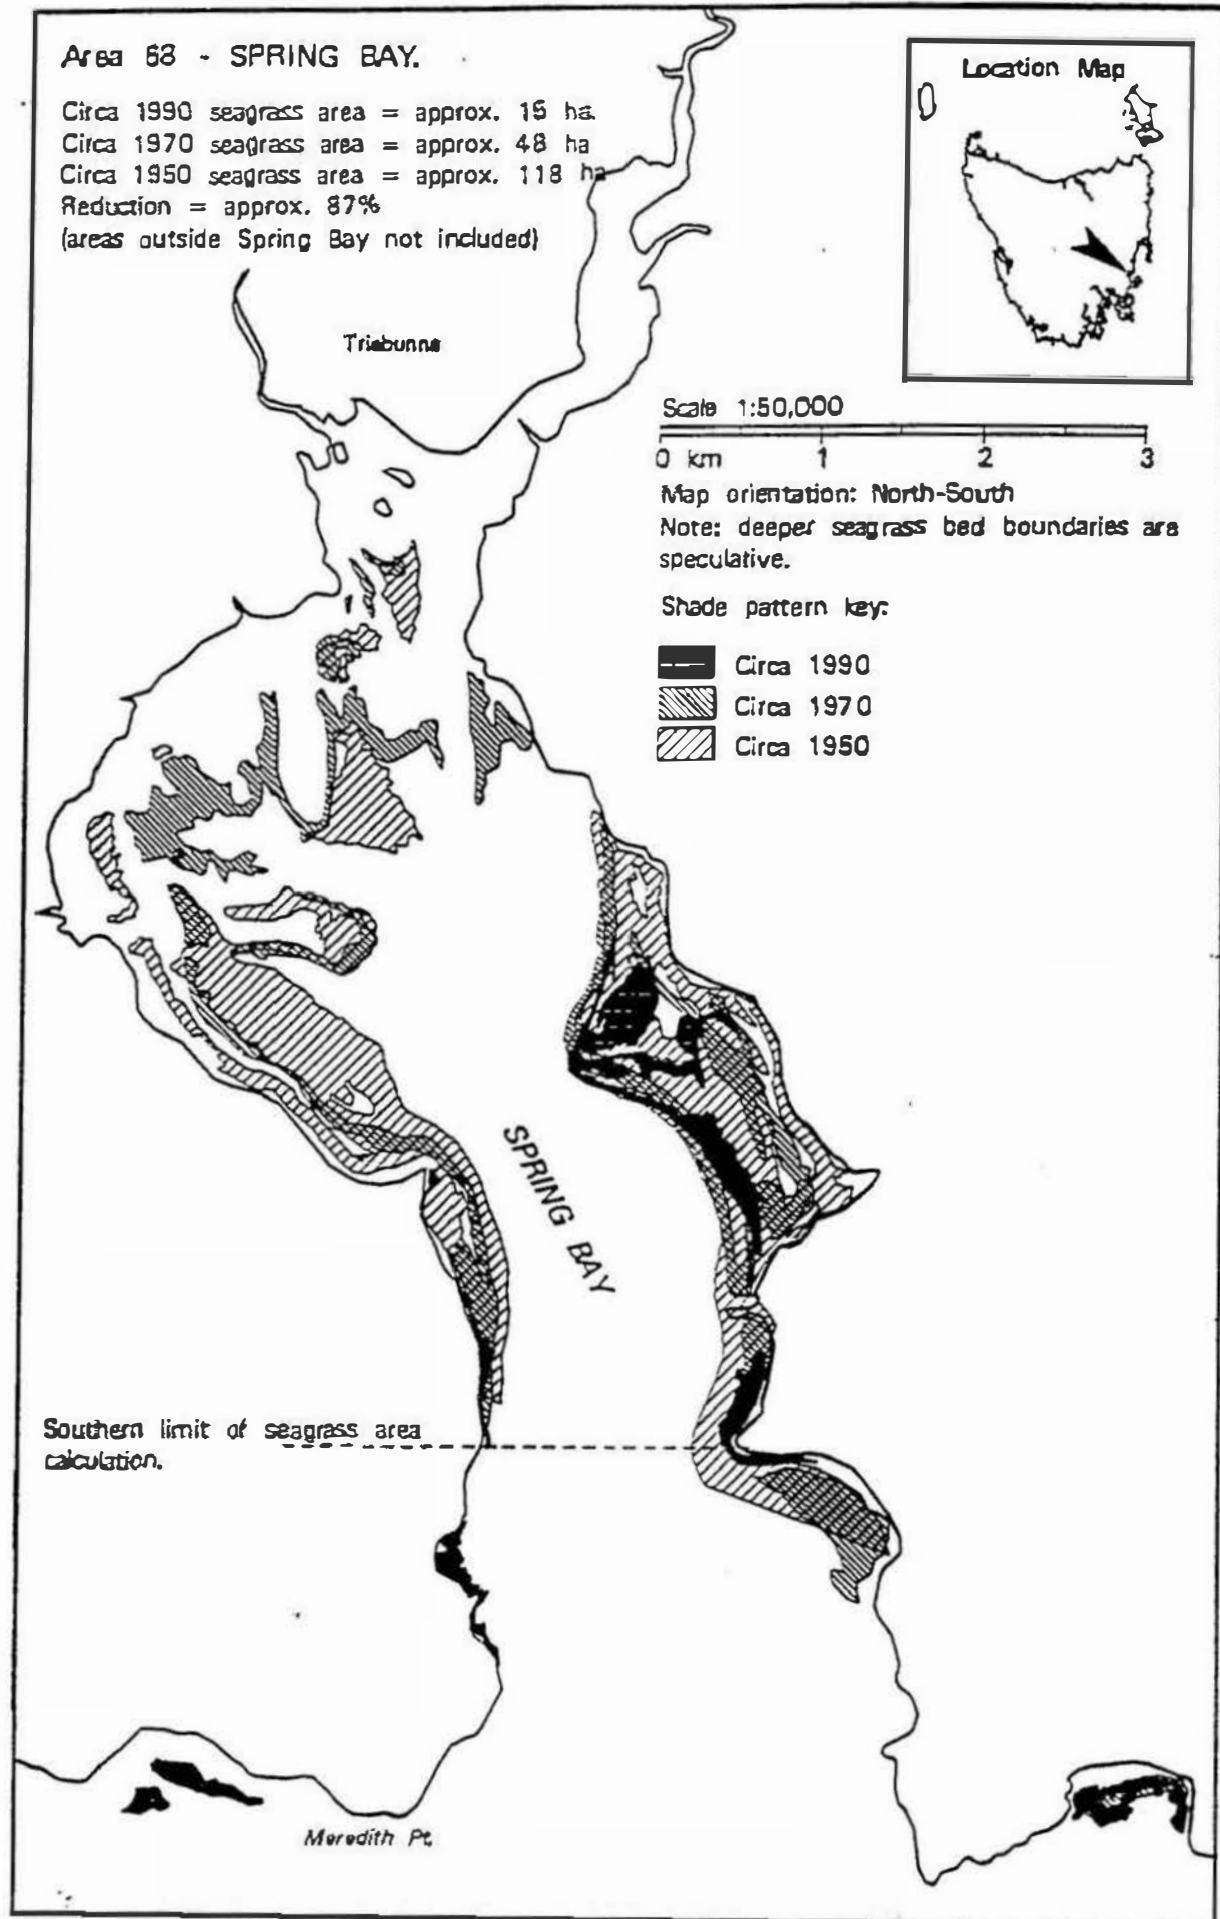 Area 68 - SPRING BAY.
Circa 1990 seagrass area = approx. 15 ha.
Circa 1970 seagrass area = approx. 48 ha
Circa 1950 seagrass area = approx. 118 ha
Reduction = approx. 87%
(areas outside Spring Bay not included)
Location Map
Triabunna
Scale 1:50,000
0 km 1 2 3
Map orientation: North-South
Note: deeper seagrass bed boundaries are
speculative.
Shade pattern key:
Circa 1990
Circa 1970
Circa 1950
SPRING BAY
Southern limit of seagrass area
calculation.
Meredith Pt.